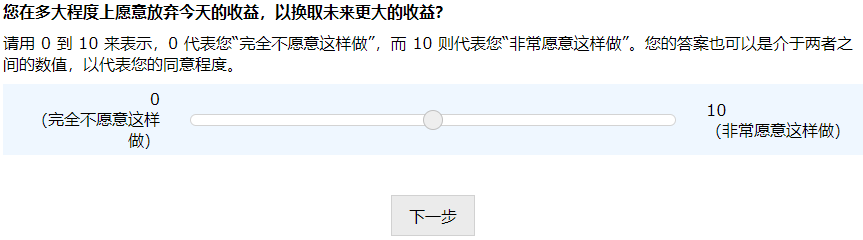 您在多大程度上愿意放弃今天的收益，以换取未来更大的收益？
请用 0 到 10 来表示，0 代表您“完全不愿意这样做”，而 10 则代表您“非常愿意这样做”。您的答案也可以是介于两者之
间的数值，以代表您的同意程度。
0
（完全不愿意这样
做）
10
（非常愿意这样做）
下一步